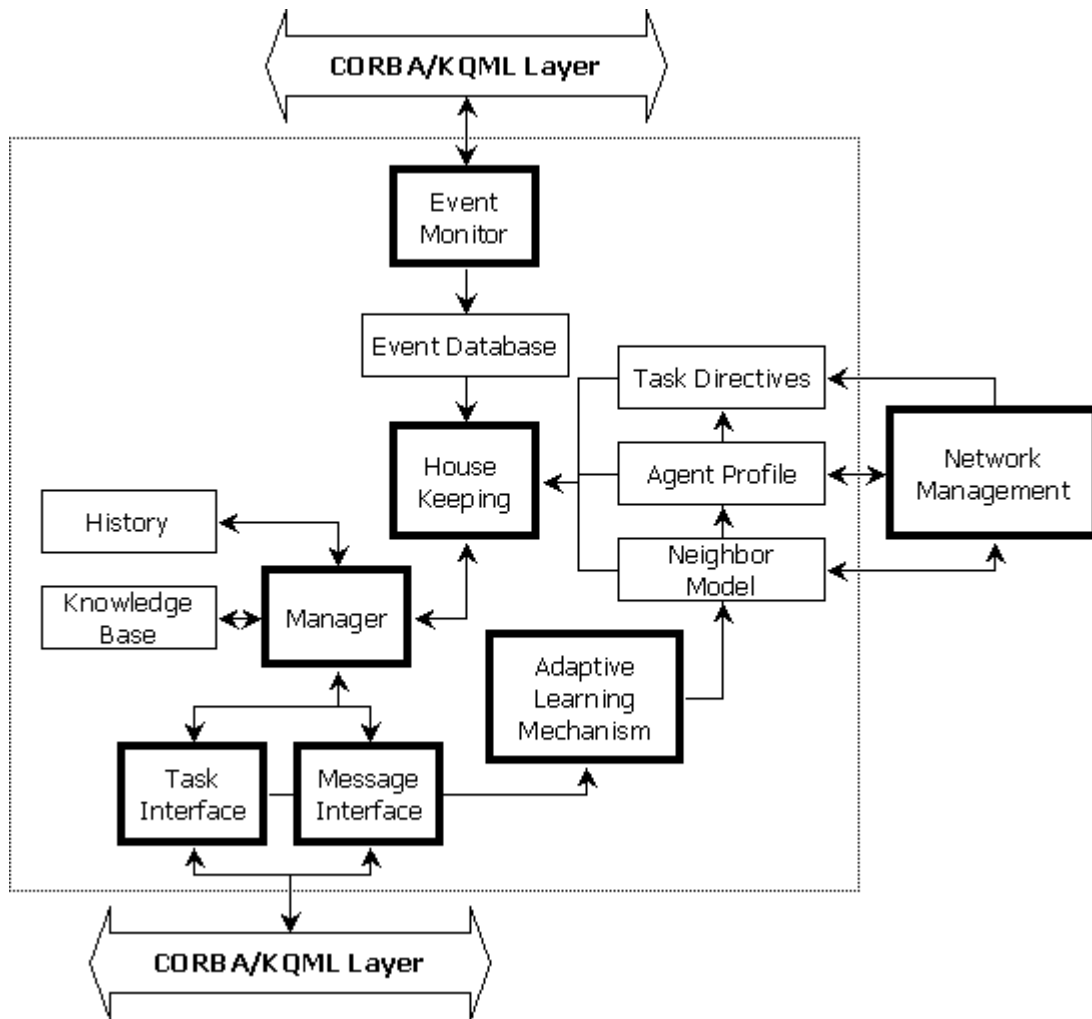 CORBA/KQML Layer
Event
Monitor
Event Database
Task Directives
House
Keeping
Agent Profile
Network
Management
History
Neighbor
Model
Knowledge
Base
Manager
Adaptive
Learning
Mechanism
Task
Interface
Message
Interface
CORBA/KQML Layer